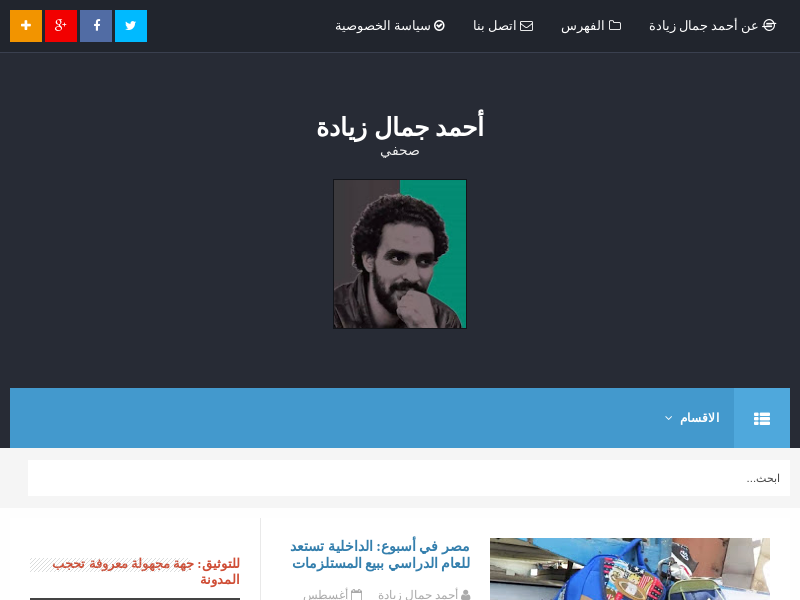 عن أحمد جمال زيادة
الفهرس
اتصل بنا
سياسة الخصوصية
أحمد جمال زيادة
صحفي
الاقسام
ابحث...
مصر في أسبوع: الداخلية تستعد
للعام الدراسي ببيع المستلزمات
أحمد جمال زيادة
أغسطس
للتوثيق: جهة مجهولة معروفة تحجب
المدونة